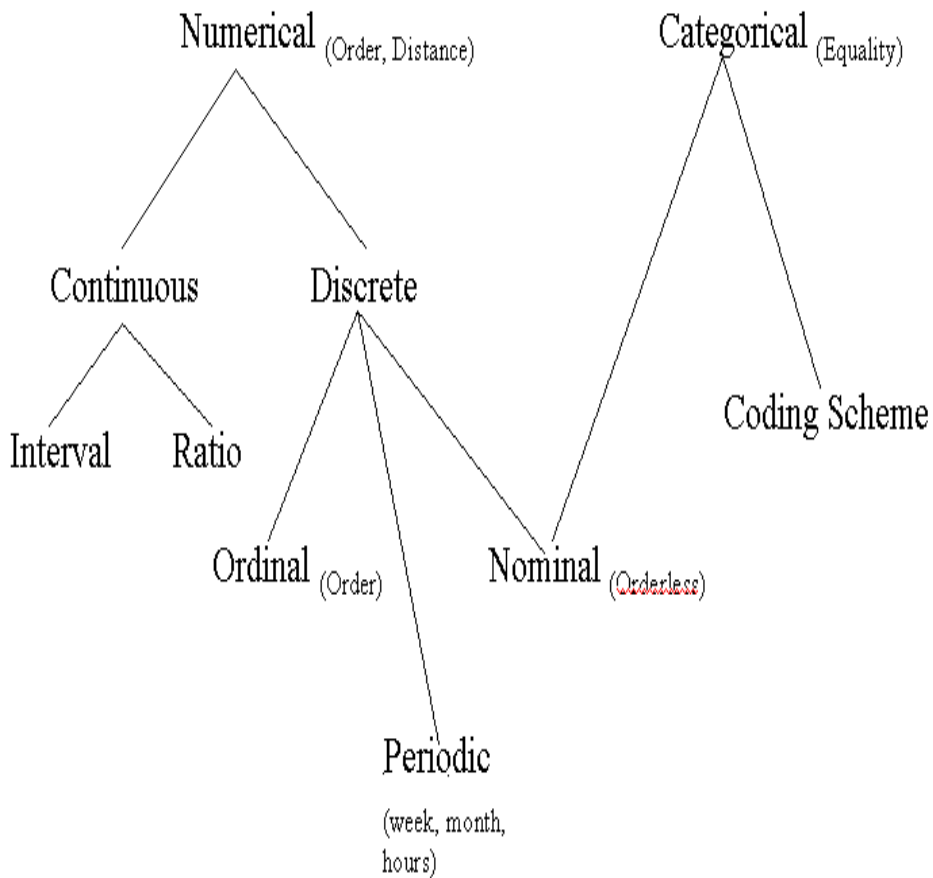 Numerical (Order, Distance)
Categorical (Equality)
Continuous
Discrete
Interval
Ratio
Coding Scheme
Ordinal (Order)
Nominal (Orderless)
Periodic
(week, month,
hours)